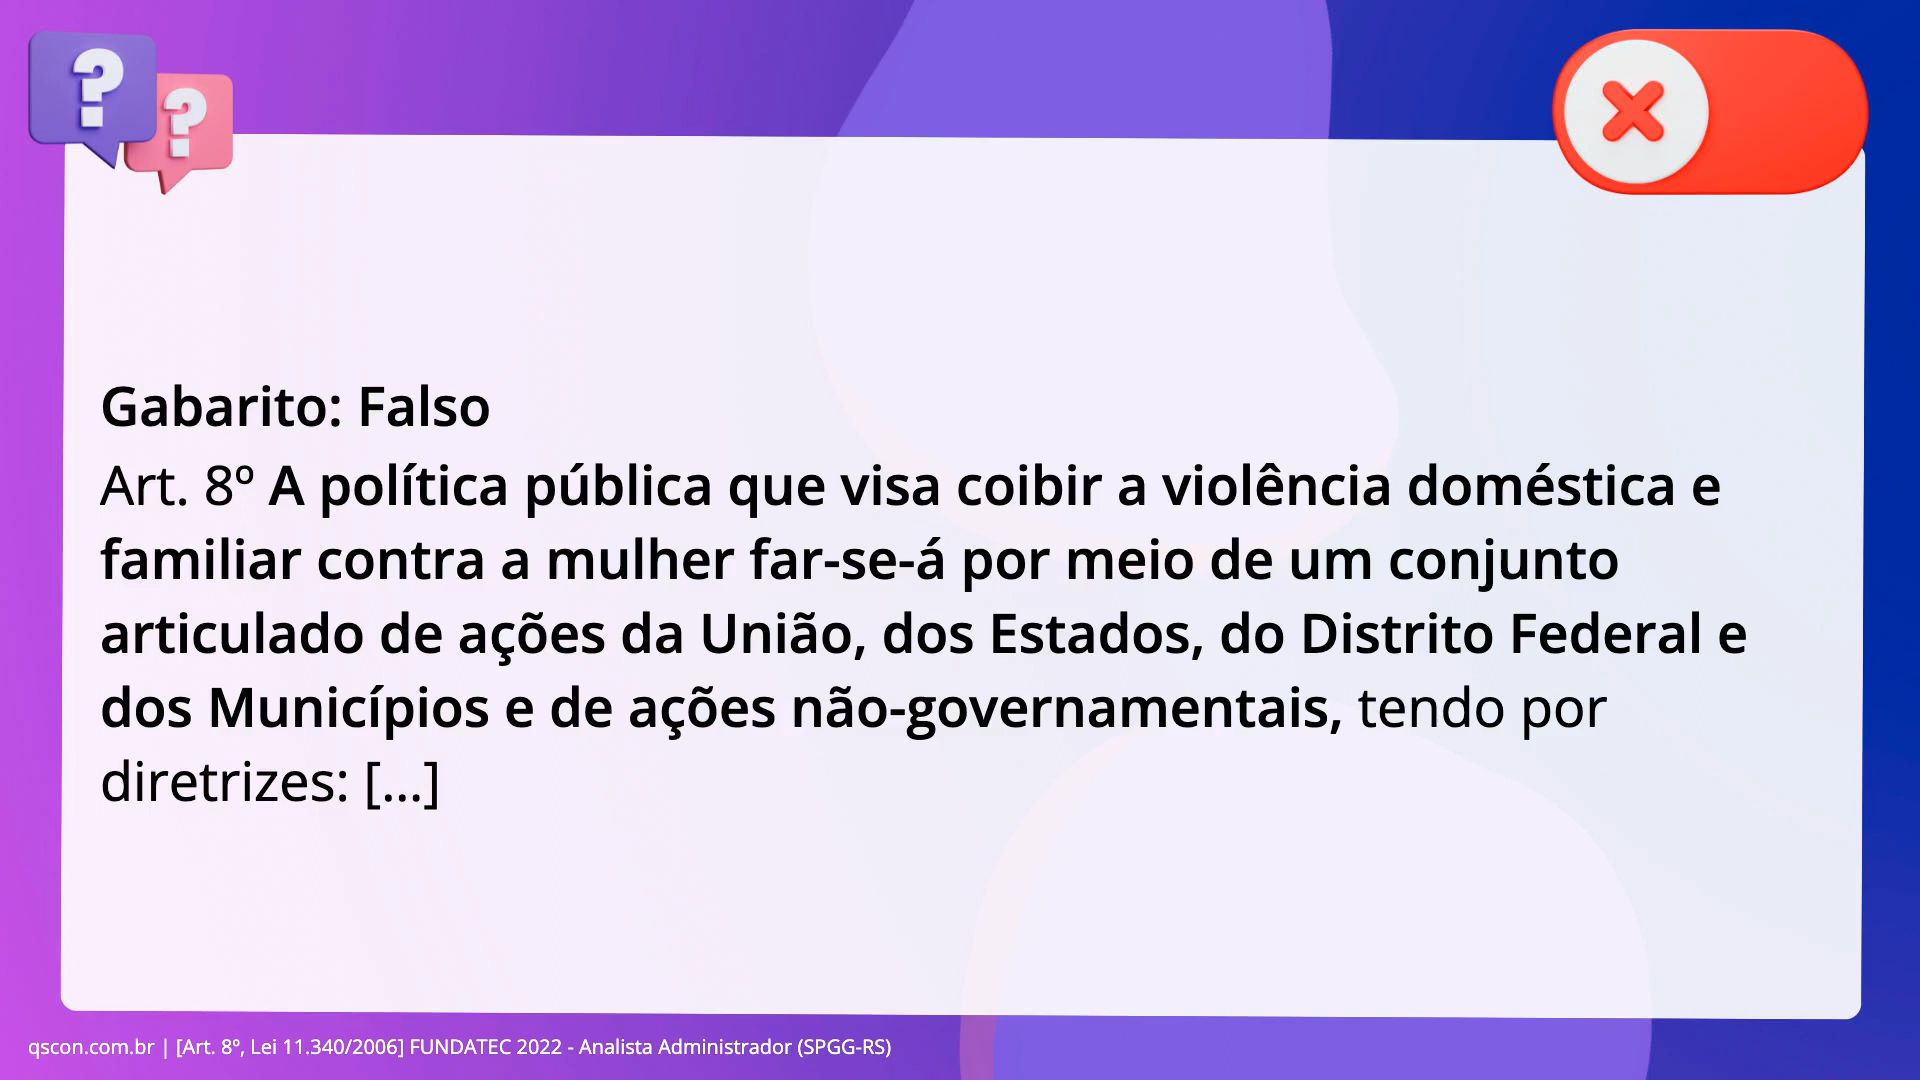 ?
?
Gabarito: Falso
Art. 8º A política pública que visa coibir a violência doméstica e
familiar contra a mulher far-se-á por meio de um conjunto
articulado de ações da União, dos Estados, do Distrito Federal e
dos Municípios e de ações não-governamentais, tendo por
diretrizes: [...]
qscon.com.br | [Art. 8º, Lei 11.340/2006] FUNDATEC 2022 - Analista Administrador (SPGG-RS)